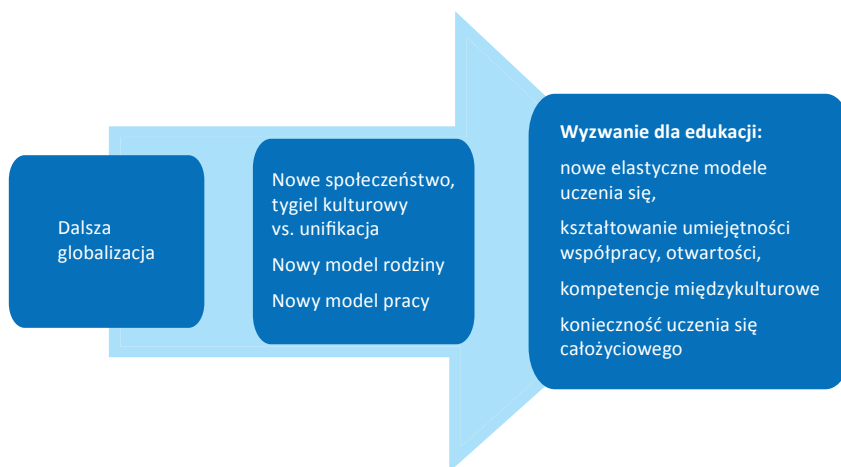 Dalsza
globalizacja
Nowe społeczeństwo,
tygiel kulturowy
vs. unifikacja
Nowy model rodziny
Nowy model pracy
Wyzwanie dla edukacji:
nowe elastyczne modele
uczenia się,
kształtowanie umiejętności
współpracy, otwartości,
kompetencje międzykulturowe
konieczność uczenia się
całożyciowego